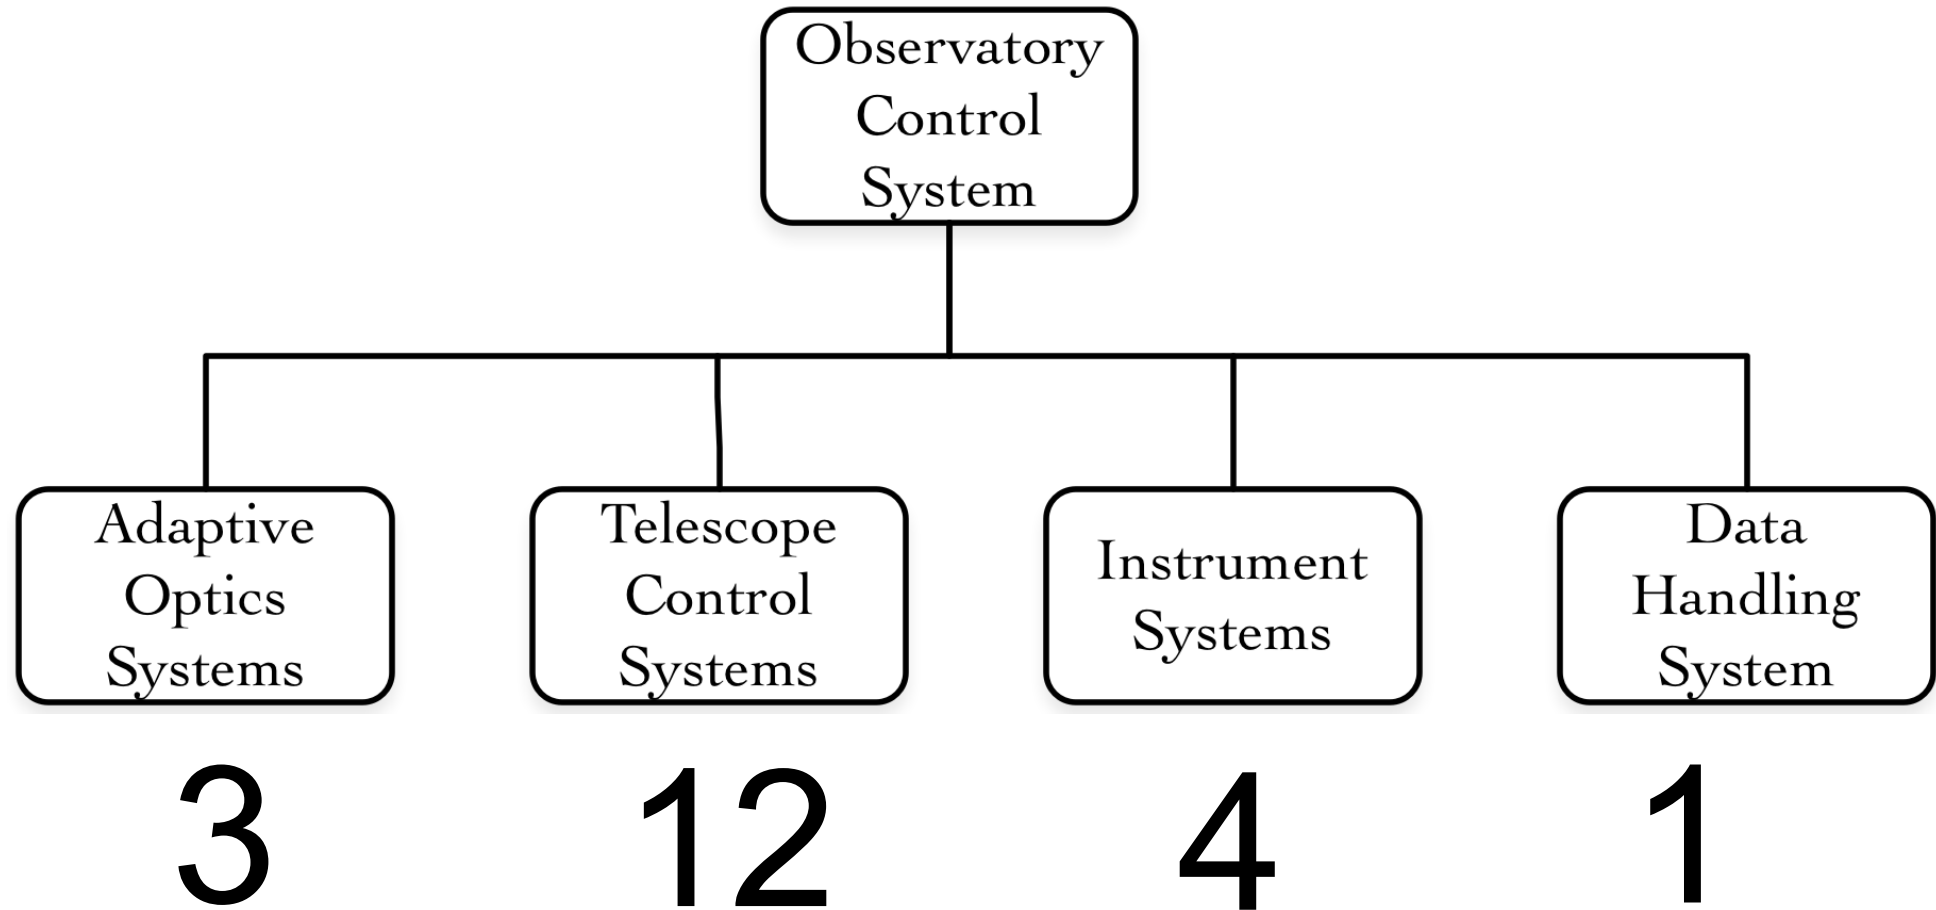 Observatory
Control
System
Adaptive
Optics
Systems
Telescope
Control
Systems
Instrument
Systems
Data
Handling
System
3
12
4
1